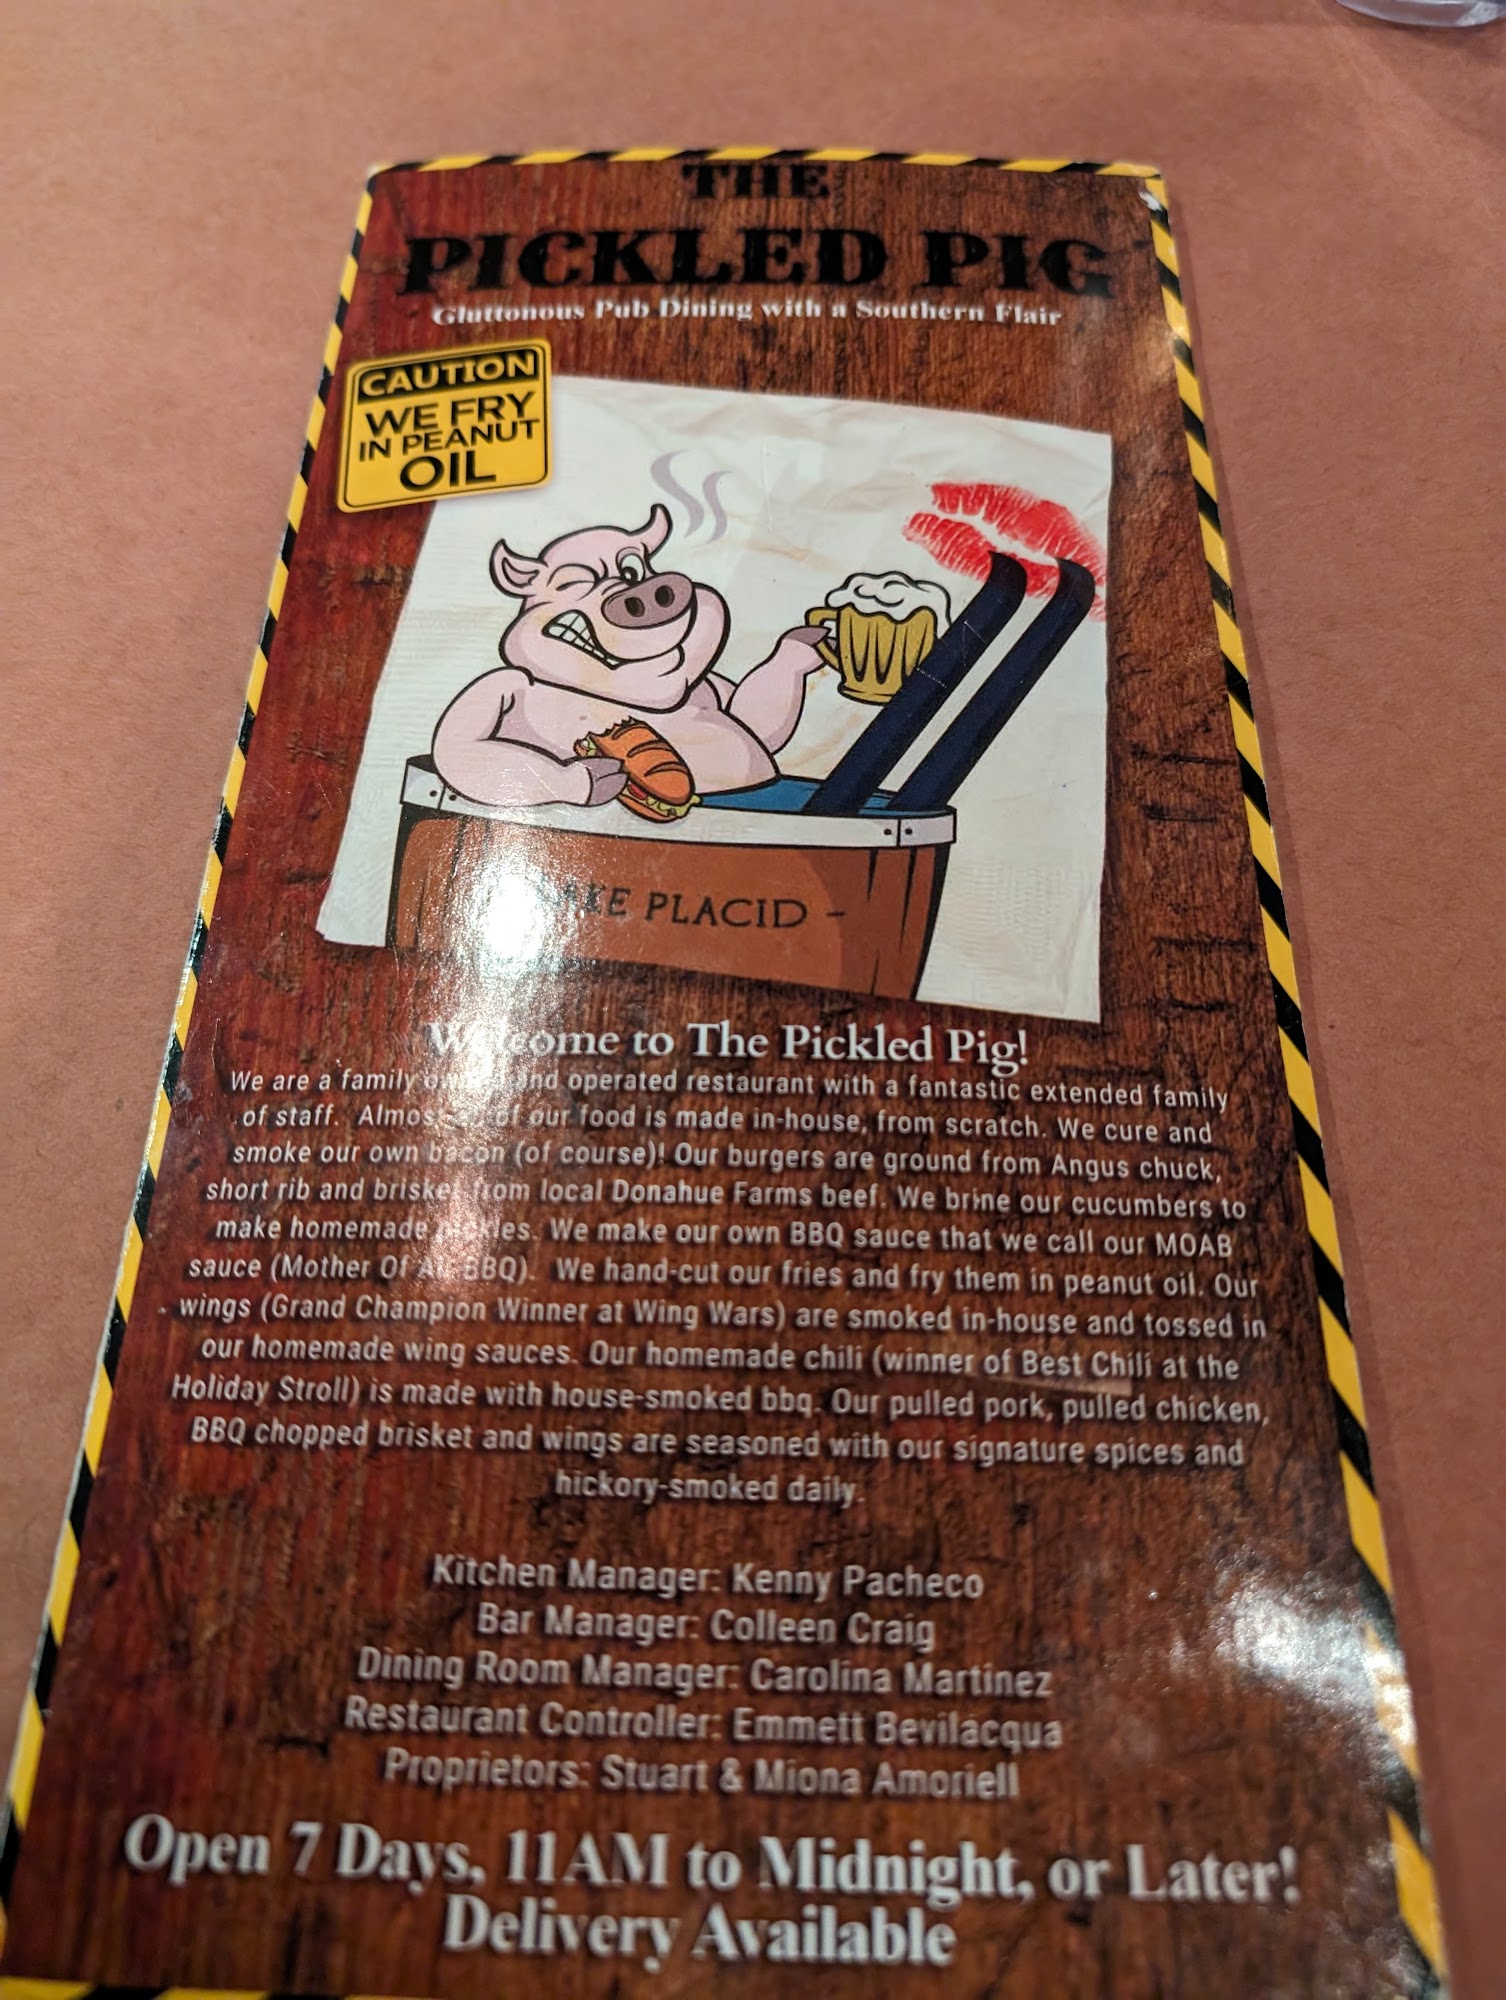 THE
PICKLED PIG
Gluttonous Pub Dining with a Southern Flair
CAUTION
WE FRY
IN PEANUT
OIL
PLACID -
Welcome to The Pickled Pig!
We are a family and operated restaurant with a fantastic extended family
of staff. Almost of our food is made in-house, from scratch. We cure and
smoke our own bacon (of course)! Our burgers are ground from Angus chuck,
short rib and brisket from local Donahue Farms beef. We brine our cucumbers to
make homemade pickles. We make our own BBQ sauce that we call our MOAB
sauce (Mother Of All BBQ). We hand-cut our fries and fry them in peanut oil. Our
wings (Grand Champion Winner at Wing Wars) are smoked in-house and tossed in
our homemade wing sauces. Our homemade chili (winner of Best Chili at the
Holiday Stroll) is made with house-smoked bbq. Our pulled pork, pulled chicken,
BBQ chopped brisket and wings are seasoned with our signature spices and
hickory-smoked daily.
Kitchen Manager: Kenny Pacheco
Bar Manager: Colleen Craig
Dining Room Manager: Carolina Martinez
Restaurant Controller: Emmett Bevilacqua
Proprietors: Stuart & Miona Amoriell
Open 7 Days, 11AM to Midnight, or Later!
Delivery Available